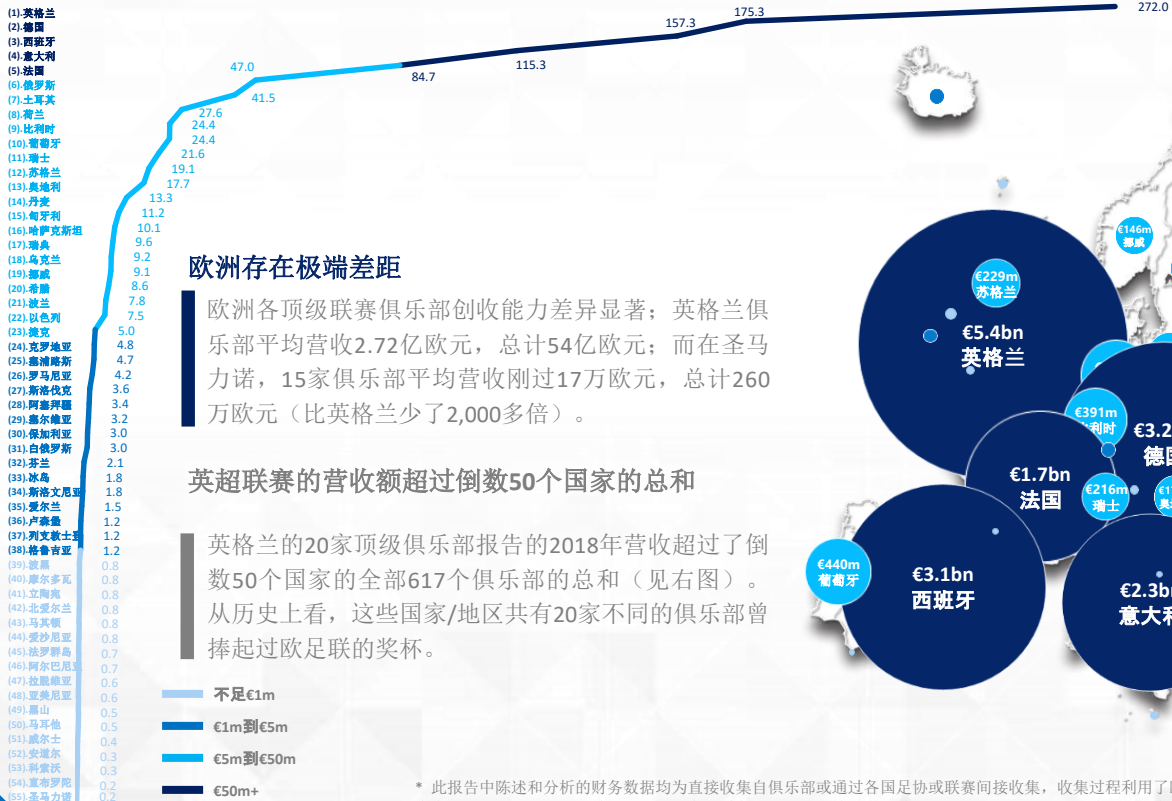 (1).英格兰
(2).德国
(3).西班牙
(4).意大利
(5).法国
(6).俄罗斯
(7).土耳其
(8).荷兰
(9).比利时
(10).葡萄牙
(11).瑞士
(12).苏格兰
(13).奥地利
(14).丹麦
(15).匈牙利
(16).哈萨克斯坦
(17).瑞典
(18).乌克兰
(19).挪威
(20).希腊
(21).波兰
(22).以色列
(23).捷克
(24).克罗地亚
(25).塞浦路斯
(26).罗马尼亚
(27).斯洛伐克
(28).阿塞拜疆
(29).塞尔维亚
(30).保加利亚
(31).白俄罗斯
(32).芬兰
(33).冰岛
(34).斯洛文尼亚
(35).爱尔兰
(36).卢森堡
(37).列支敦士登
(38).格鲁吉亚
(39).波黑
(40).摩尔多瓦
(41).立陶宛
(42).北爱尔兰
(43).马其顿
(44).爱沙尼亚
(45).法罗群岛
(46).阿尔巴尼亚
(47).拉脱维亚
(48).亚美尼亚
(49).黑山
(50).马耳他
(51).威尔士
(52).安道尔
(53).科索沃
(54).直布罗陀
(55).圣马力诺
272.0
175.3
157.3
115.3
84.7
47.0
41.5
27.6
24.4
24.4
21.6
19.1
17.7
13.3
11.2
10.1
9.6
9.2
9.1
8.6
7.8
7.5
5.0
4.8
4.7
4.2
3.6
3.4
3.2
3.0
3.0
2.1
1.8
1.8
1.5
1.2
1.2
1.2
0.8
0.8
0.8
0.8
0.8
0.8
0.7
0.7
0.6
0.6
0.5
0.5
0.4
0.3
0.3
0.2
0.2
欧洲存在极端差距
欧洲各顶级联赛俱乐部创收能力差异显著；英格兰俱
乐部平均营收2.72亿欧元，总计54亿欧元；而在圣马
力诺，15家俱乐部平均营收刚过17万欧元，总计260
万欧元（比英格兰少了2,000多倍）。
英超联赛的营收额超过倒数50个国家的总和
英格兰的20家顶级俱乐部报告的2018年营收超过了倒
数50个国家的全部617个俱乐部的总和（见右图）。
从历史上看，这些国家/地区共有20家不同的俱乐部曾
捧起过欧足联的奖杯。
不足€1m
€1m到€5m
€5m到€50m
€50m+
€146m
挪威
€229m
苏格兰
€5.4bn
英格兰
€391m
利时
€3.2
德国
€1.7bn
法国
€216m
瑞士
€440m
葡萄牙
€3.1bn
西班牙
€2.3b
意大利
* 此报告中陈述和分析的财务数据均为直接收集自俱乐部或通过各国足协或联赛间接收集，收集过程利用了